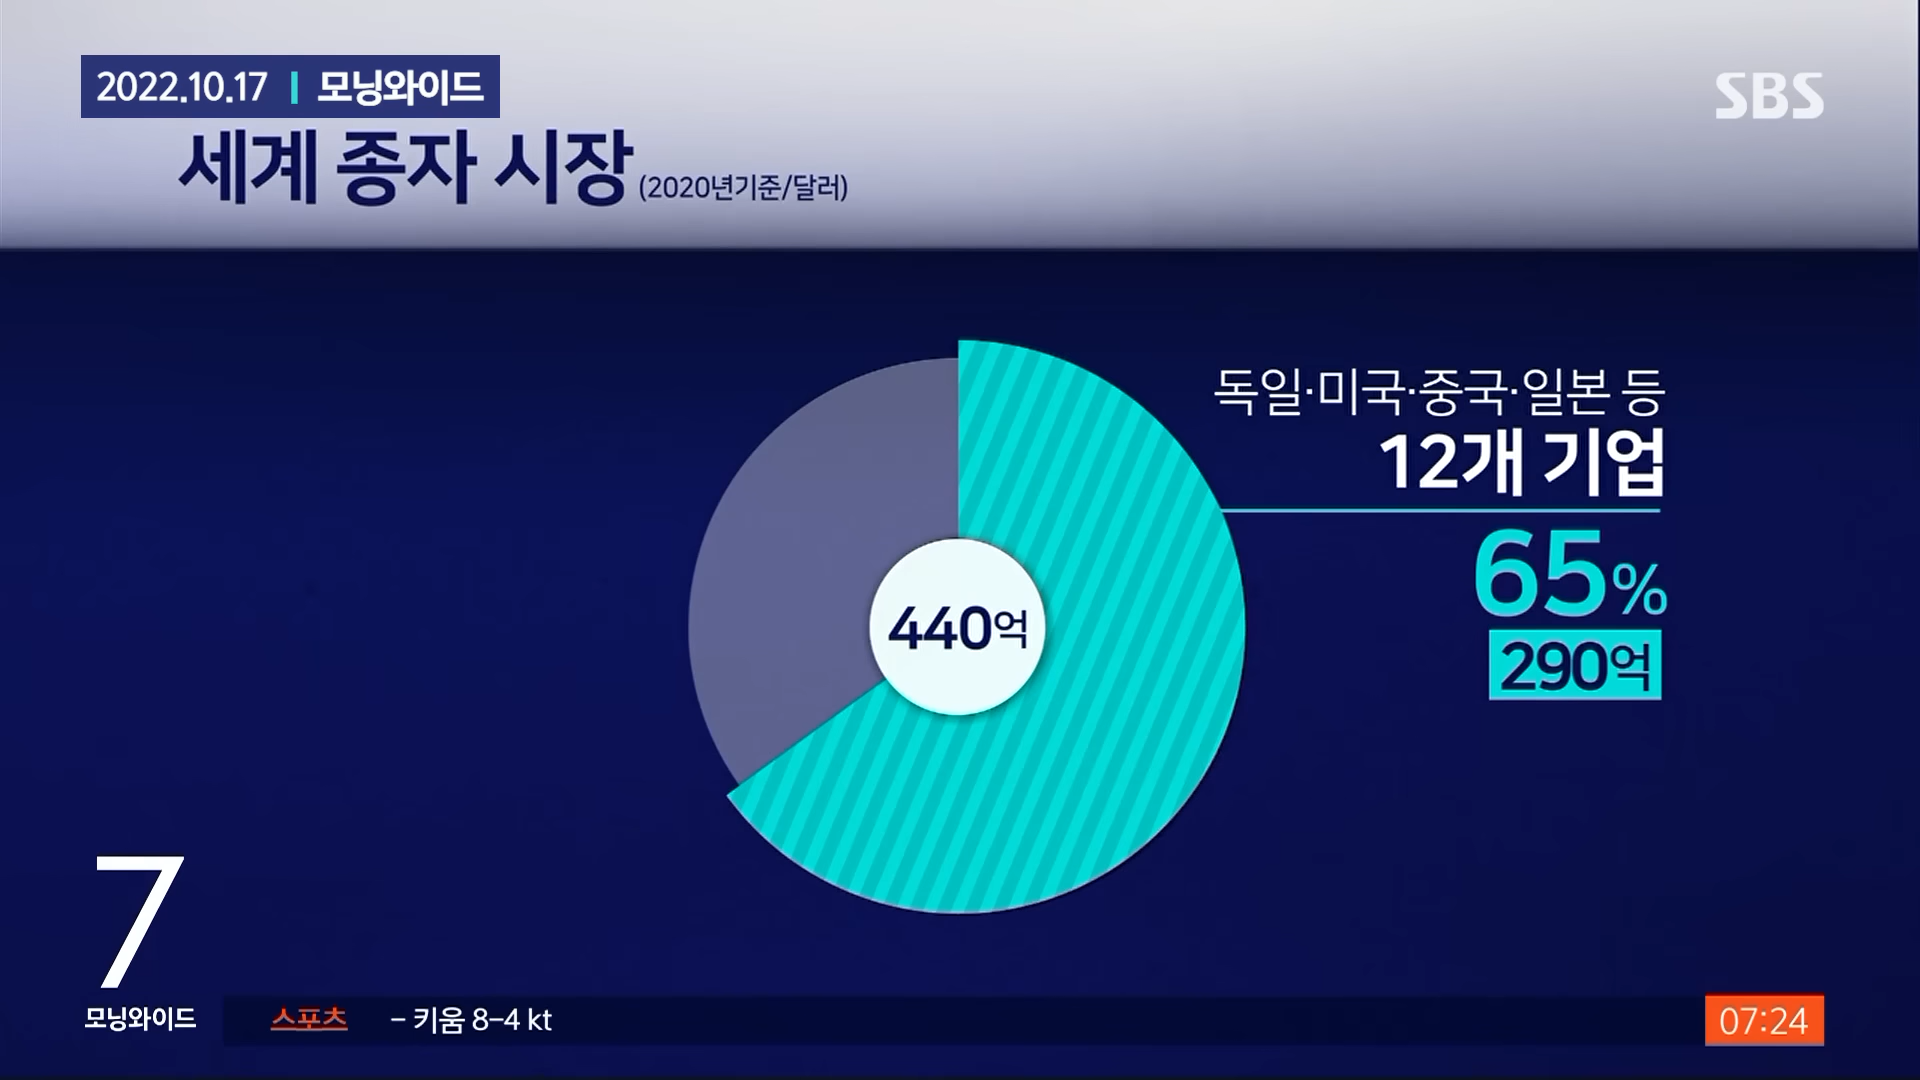 2022.10.17 | 모닝와이드
SBS
세계 종자 시장 (2020년기준/달러)
독일·미국·중국·일본 등
12개 기업
65%
290억
440억
7
모닝와이드
스포츠 - 키움 8-4 kt
07:24